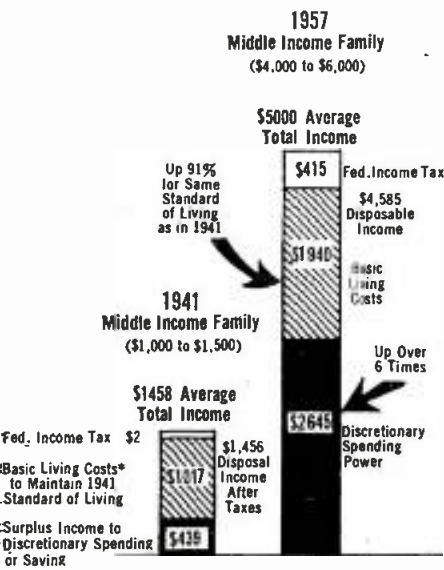 1957
Middle Income Family
($4,000 to $6,000)
$5000 Average
Total Income
$415
Fed. Income Tax
Up 91%
for Same
Standard
of Living
as in 1941
$4,585
Disposable
Income
$1940
Basic
Living
Costs
1941
Middle Income Family
($1,000 to $1,500)
Up Over
6 Times
$2645
Discretionary
Spending
Power
$1458 Average
Total Income
Fed. Income Tax $2
Basic Living Costs*
to Maintain 1941
Standard of Living
$1,456
Disposal
Income
After
Taxes
$1017
Surplus Income to
Discretionary Spending
or Saving
$439